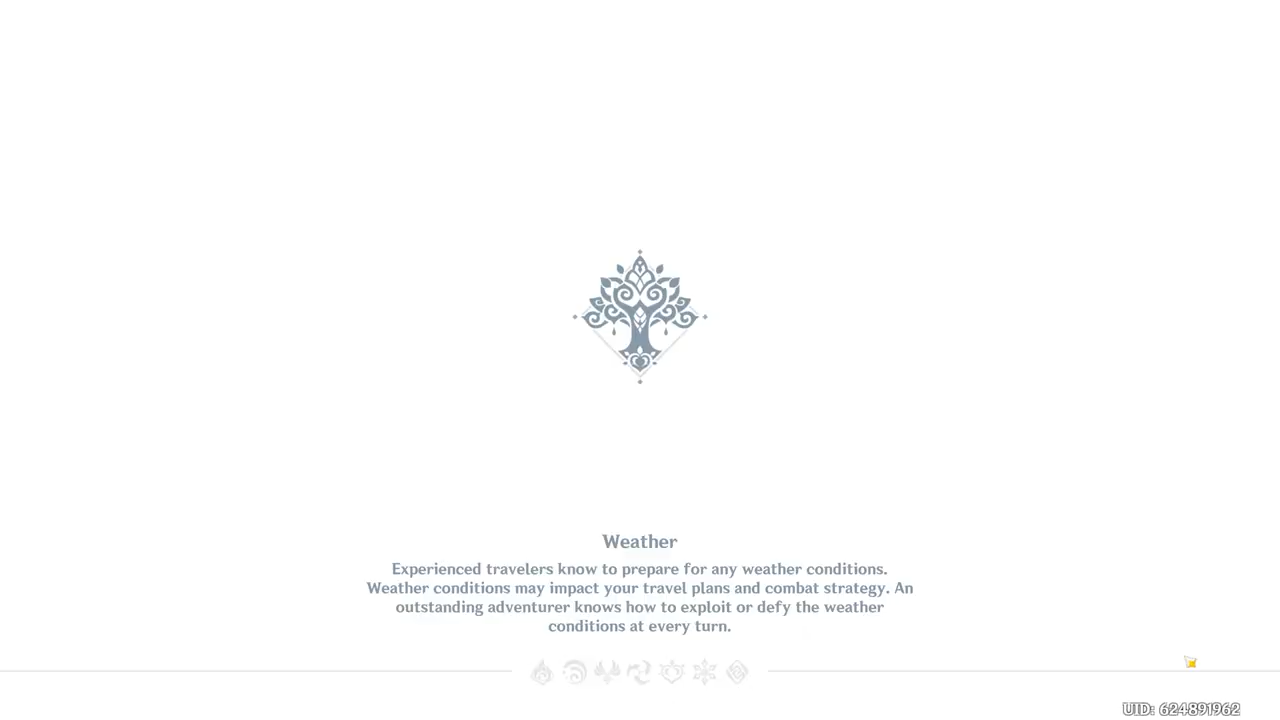 Weather
Experienced travelers know to prepare for any weather conditions.
Weather conditions may impact your travel plans and combat strategy. An
outstanding adventurer knows how to exploit or defy the weather
conditions at every turn.
UID: 624891962